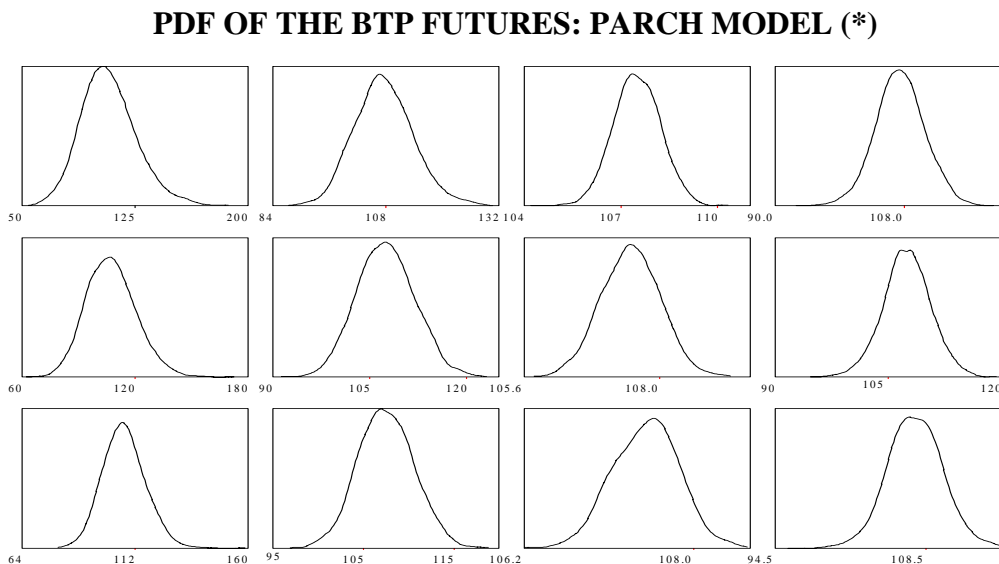 PDF OF THE BTP FUTURES: PARCH MODEL (*)
50 125 200 84 108 132 104 107 110 90.0 108.0
60 120 180 90 105 120 105.6 108.0 90 105 120
64 112 160 95 105 115 106.2 108.0 94.5 108.5